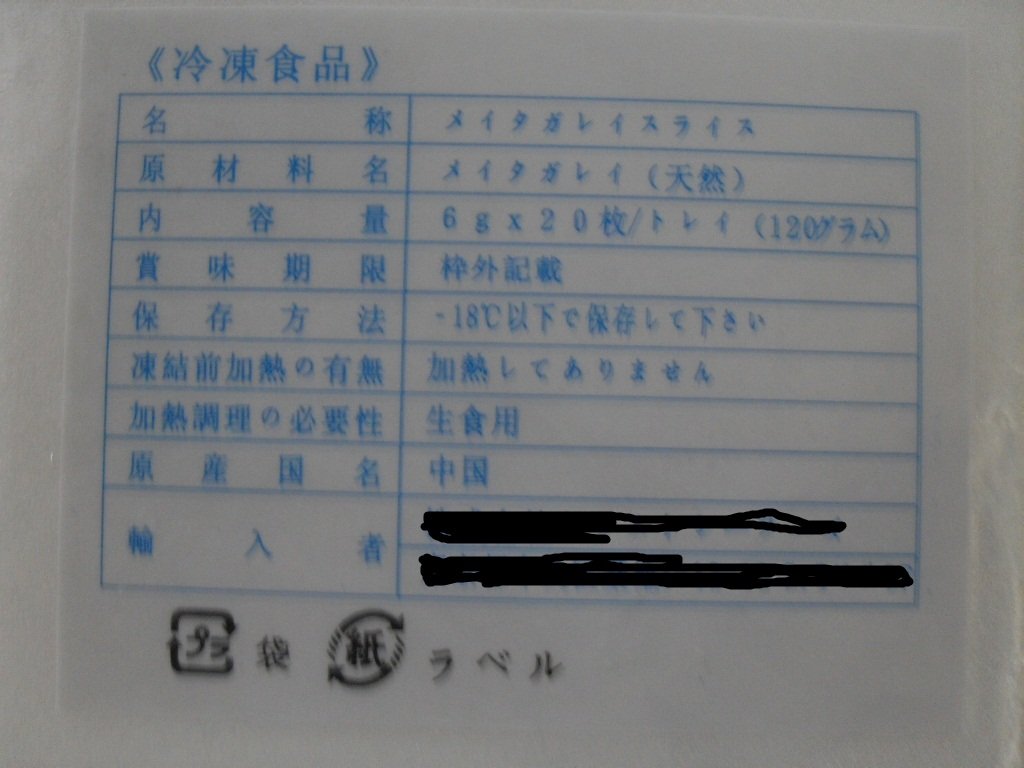 《冷凍食品》
名称 メイタガレイスライス
原材料名 メイタガレイ(天然)
内容量 6gx20枚/トレイ(120グラム)
賞味期限 枠外記載
保存方法 -18℃以下で保存して下さい
凍結前加熱の有無 加熱してありません
加熱調理の必要性 生食用
原産国名 中国
輸入者
プラ 袋 紙 ラベル